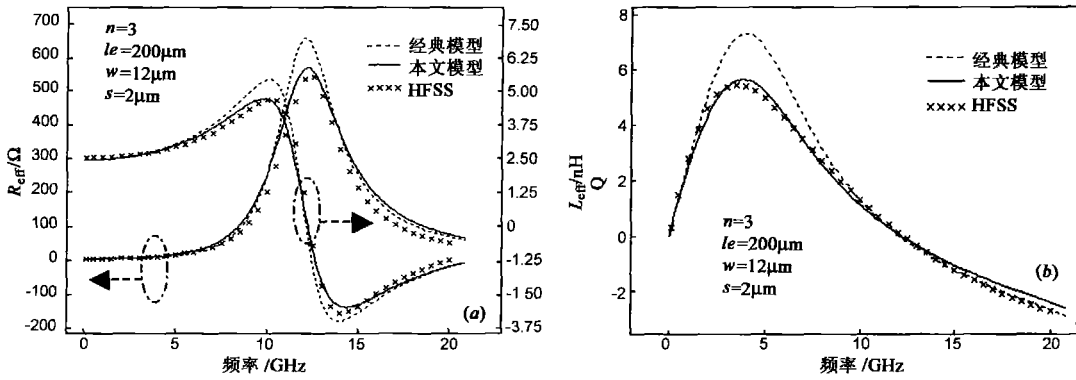 700
600
500
400
300
200
100
0
-100
-200
R_eff/Ω
n=3
le=200μm
w=12μm
s=2μm
经典模型
本文模型
HFSS
7.50
6.25
5.00
3.75
2.50
1.25
0
-1.25
-1.50
-3.75
(a)
0
5
10
15
20
频率 /GHz
L_eff/nH
Q
8
6
4
2
0
-2
经典模型
本文模型
HFSS
n=3
le=200μm
w=12μm
s=2μm
(b)
0
5
10
15
20
频率 /GHz